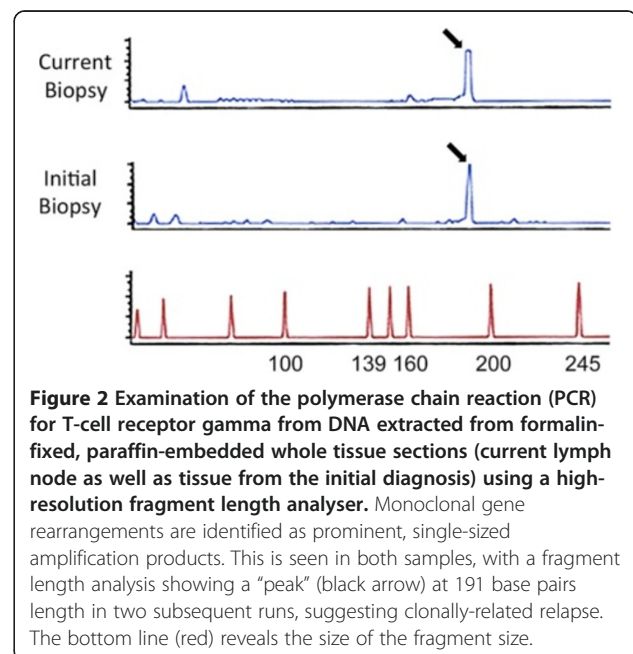 Current
Biopsy
Initial
Biopsy
100 139 160 200 245
Figure 2 Examination of the polymerase chain reaction (PCR)
for T-cell receptor gamma from DNA extracted from formalin-
fixed, paraffin-embedded whole tissue sections (current lymph
node as well as tissue from the initial diagnosis) using a high-
resolution fragment length analyser. Monoclonal gene
rearrangements are identified as prominent, single-sized
amplification products. This is seen in both samples, with a fragment
length analysis showing a “peak” (black arrow) at 191 base pairs
length in two subsequent runs, suggesting clonally-related relapse.
The bottom line (red) reveals the size of the fragment size.